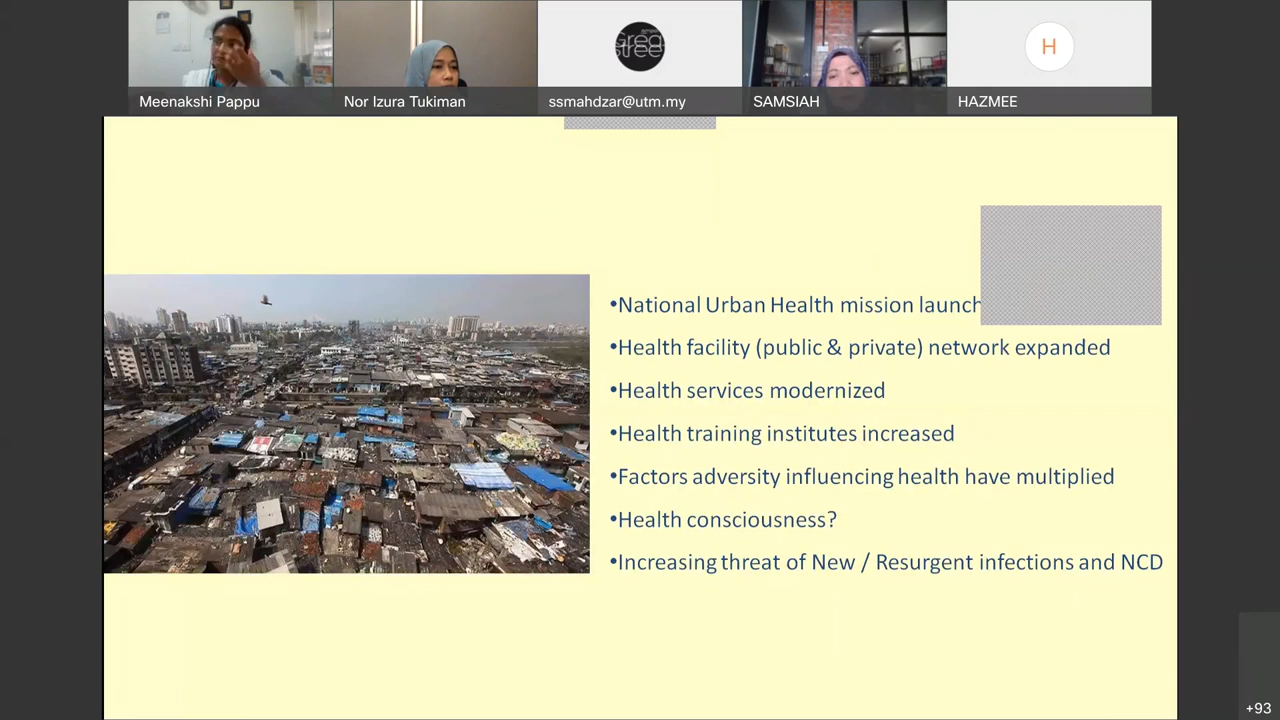 Meenakshi Pappu
Nor Izura Tukiman
ssmahdzar@utm.my
SAMSIAH
H
HAZMEE
•National Urban Health mission launch
•Health facility (public & private) network expanded
•Health services modernized
•Health training institutes increased
•Factors adversity influencing health have multiplied
•Health consciousness?
•Increasing threat of New / Resurgent infections and NCD
+93